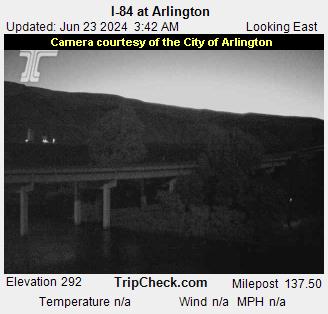 I-84 at Arlington
Updated: Jun 23 2024 3:42 AM Looking East
Camera courtesy of the City of Arlington
Elevation 292 TripCheck.com Milepost 137.50
Temperature n/a Wind n/a MPH n/a